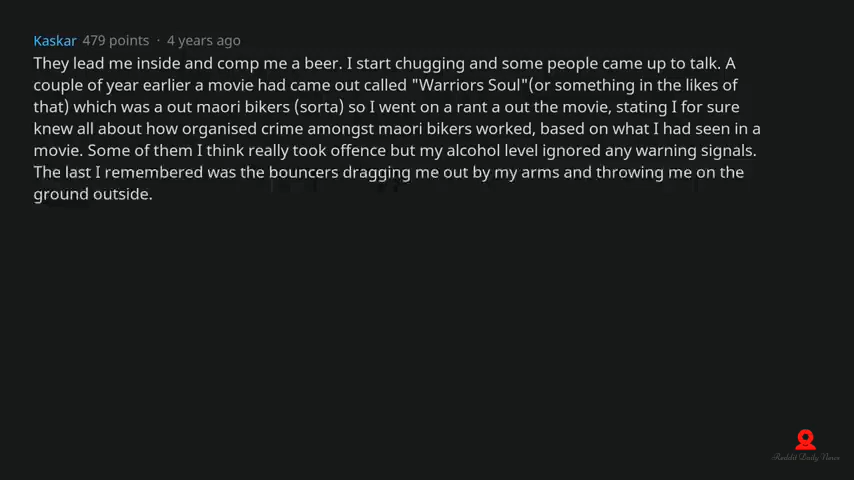 Kaskar 479 points · 4 years ago
They lead me inside and comp me a beer. I start chugging and some people came up to talk. A
couple of year earlier a movie had came out called "Warriors Soul"(or something in the likes of
that) which was a out maori bikers (sorta) so I went on a rant a out the movie, stating I for sure
knew all about how organised crime amongst maori bikers worked, based on what I had seen in a
movie. Some of them I think really took offence but my alcohol level ignored any warning signals.
The last I remembered was the bouncers dragging me out by my arms and throwing me on the
ground outside.
Reddit Daily News